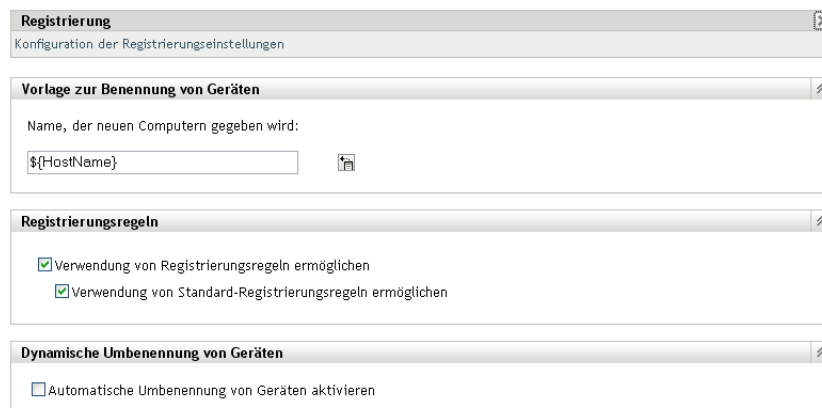 Registrierung
Konfiguration der Registrierungseinstellungen
Vorlage zur Benennung von Geräten
Name, der neuen Computern gegeben wird:
${HostName}
Registrierungsregeln
Verwendung von Registrierungsregeln ermöglichen
Verwendung von Standard-Registrierungsregeln ermöglichen
Dynamische Umbenennung von Geräten
Automatische Umbenennung von Geräten aktivieren